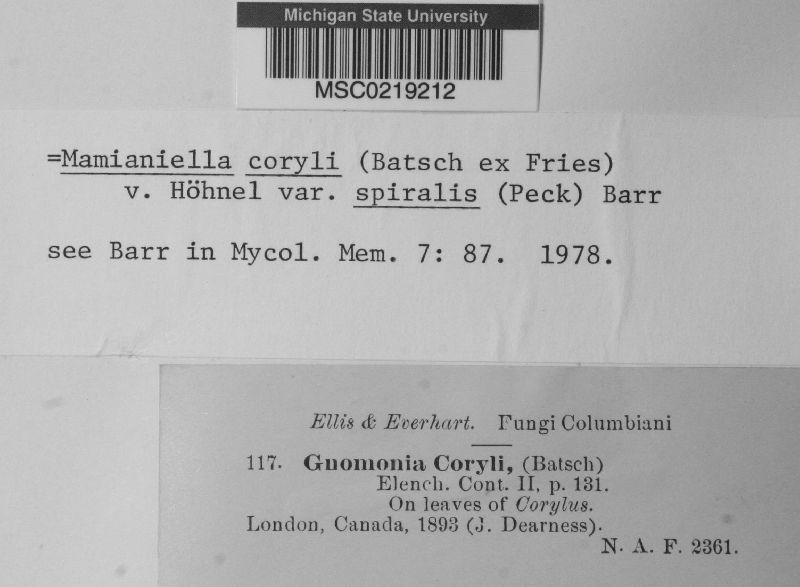 Michigan State University
MSC0219212
=Mamianiella coryli (Batsch ex Fries)
v. Höhnel var. spiralis (Peck) Barr
see Barr in Mycol. Mem. 7: 87. 1978.
Ellis & Everhart. Fungi Columbiani
117. Gnomonia Coryli, (Batsch)
Elench. Cont. II, p. 131.
On leaves of Corylus.
London, Canada, 1893 (J. Dearness).
N. A. F. 2361.